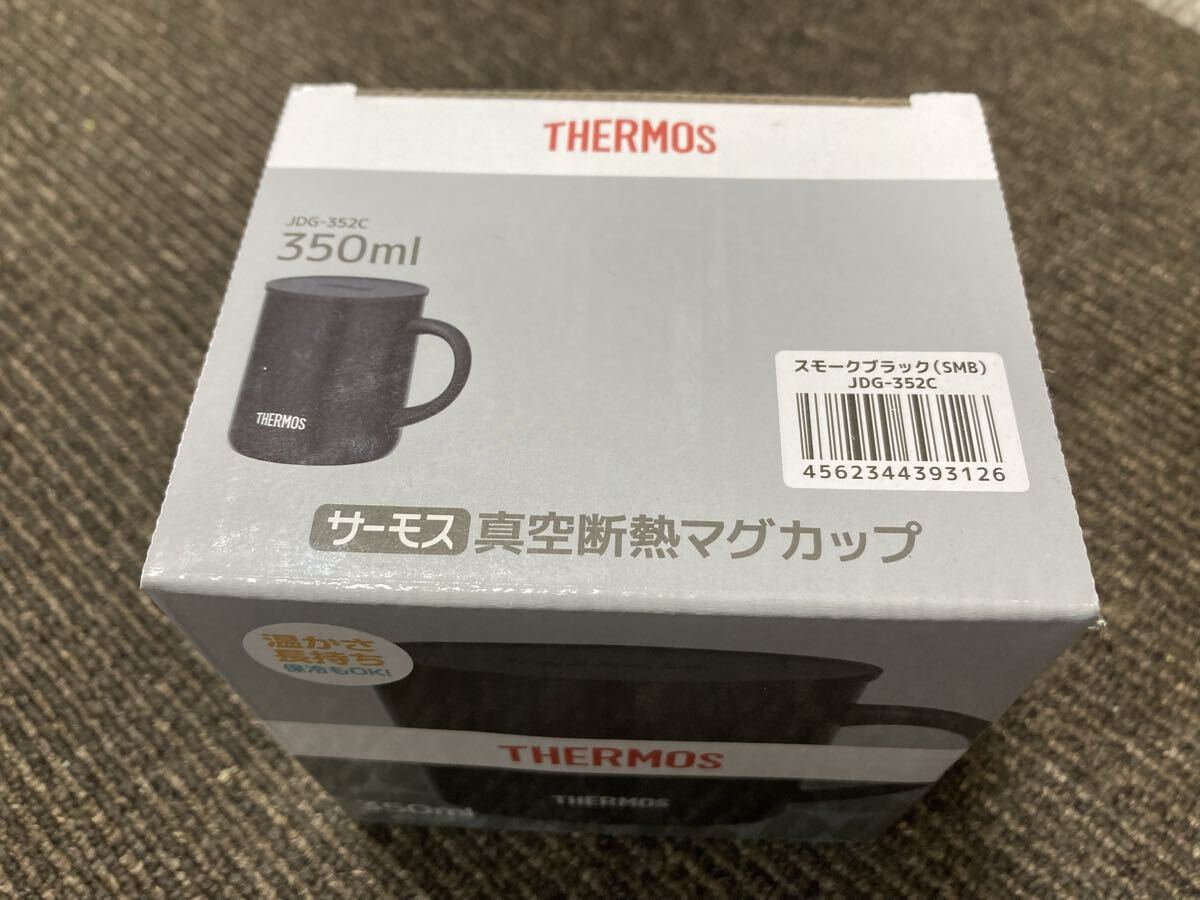 THERMOS
JDG-352C
350ml
THERMOS
スモークブラック(SMB)
JDG-352C
4562344393126
サーモス 真空断熱マグカップ
温かさ
長持ち
保冷もOK!
THERMOS
THERMOS
350ml